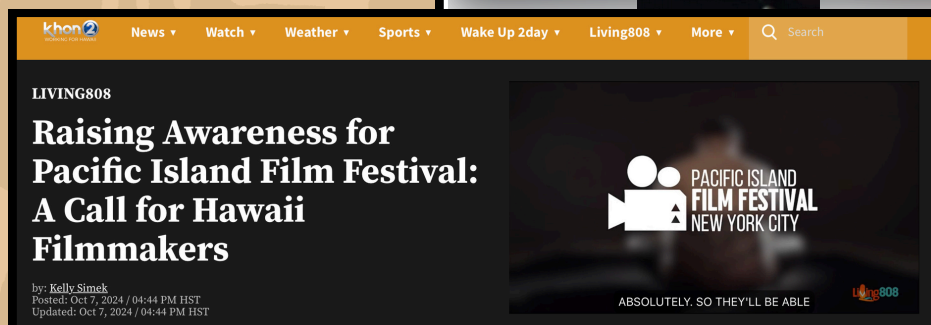 khon2
WORKING FOR HAWAII
News ▾ Watch ▾ Weather ▾ Sports ▾ Wake Up 2day ▾ Living808 ▾ More ▾ Search
LIVING808
Raising Awareness for
Pacific Island Film Festival:
A Call for Hawaii
Filmmakers
by: Kelly Simek
Posted: Oct 7, 2024 / 04:44 PM HST
Updated: Oct 7, 2024 / 04:44 PM HST
PACIFIC ISLAND
FILM FESTIVAL
NEW YORK CITY
ABSOLUTELY. SO THEY'LL BE ABLE
Living808